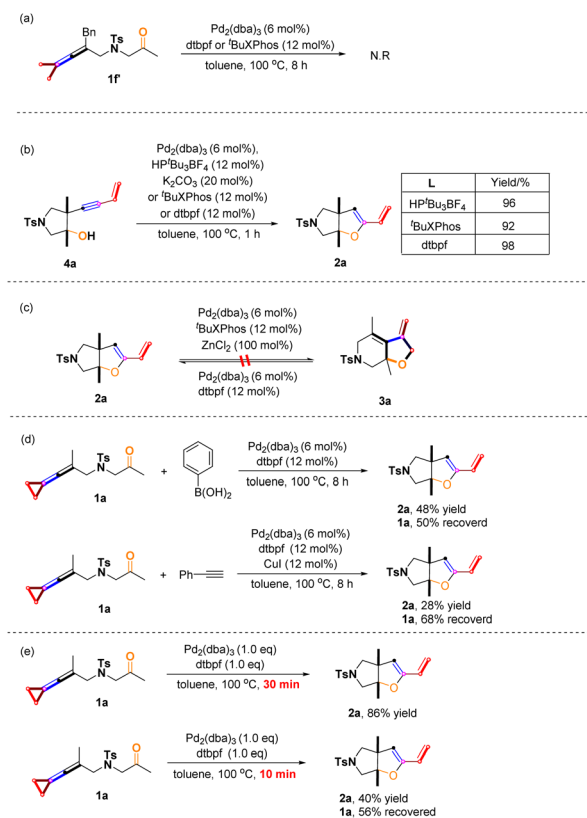 (a)
Bn
Ts
N
O
1f'
Pd2(dba)3 (6 mol%)
dtbpf or tBuXPhos (12 mol%)
toluene, 100 oC, 8 h
N.R
(b)
TsN
OH
4a
Pd2(dba)3 (6 mol%),
HPtBu3BF4 (12 mol%)
K2CO3 (20 mol%)
or tBuXPhos (12 mol%)
or dtbpf (12 mol%)
toluene, 100 oC, 1 h
TsN
O
2a
L Yield/%
HPtBu3BF4 96
tBuXPhos 92
dtbpf 98
(c)
TsN
O
2a
Pd2(dba)3 (6 mol%)
tBuXPhos (12 mol%)
ZnCl2 (100 mol%)
Pd2(dba)3 (6 mol%)
dtbpf (12 mol%)
TsN
O
3a
(d)
Ts
N
O
1a
+
B(OH)2
Pd2(dba)3 (6 mol%)
dtbpf (12 mol%)
toluene, 100 oC, 8 h
TsN
O
2a, 48% yield
1a, 50% recoverd
Ts
N
O
1a
+
Ph
Pd2(dba)3 (6 mol%)
dtbpf (12 mol%)
CuI (12 mol%)
toluene, 100 oC, 8 h
TsN
O
2a, 28% yield
1a, 68% recoverd
(e)
Ts
N
O
1a
Pd2(dba)3 (1.0 eq)
dtbpf (1.0 eq)
toluene, 100 oC, 30 min
TsN
O
2a, 86% yield
Ts
N
O
1a
Pd2(dba)3 (1.0 eq)
dtbpf (1.0 eq)
toluene, 100 oC, 10 min
TsN
O
2a, 40% yield
1a, 56% recovered